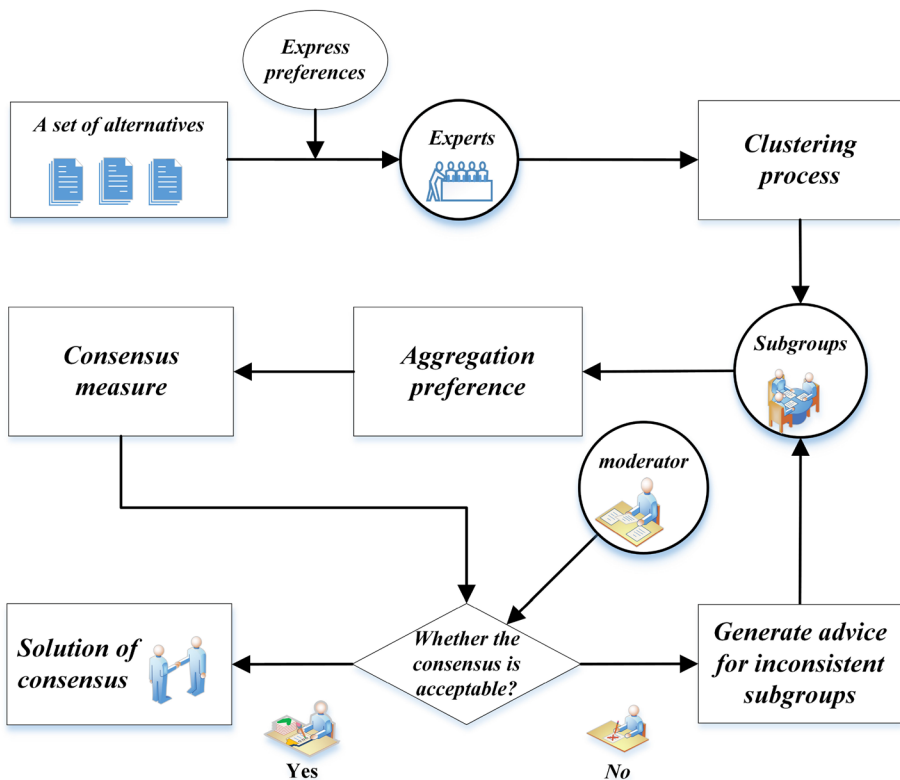 Express
preferences
A set of alternatives
Experts
Clustering
process
Consensus
measure
Aggregation
preference
Subgroups
moderator
Solution of
consensus
Whether the
consensus is
acceptable?
Generate advice
for inconsistent
subgroups
Yes
No